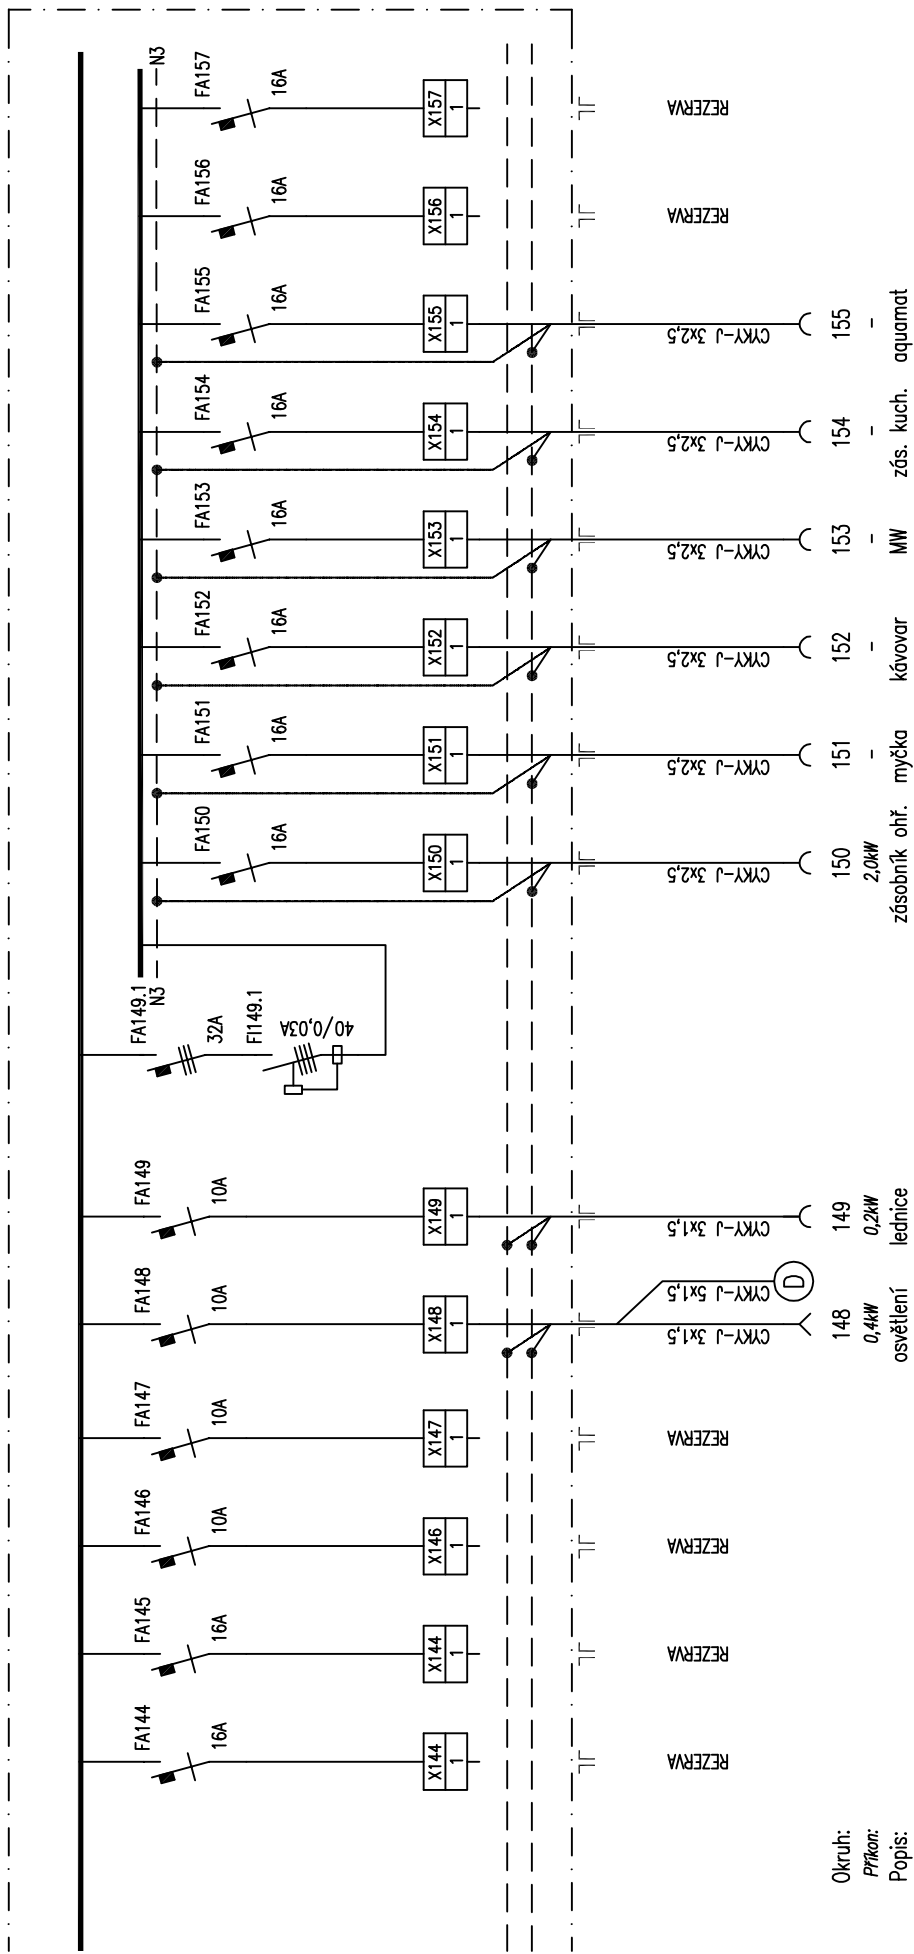 FA144
FA145
FA146
FA147
FA148
FA149
FA149.1
N3
FA150
FA151
FA152
FA153
FA154
FA155
FA156
FA157
N3
16A
16A
10A
10A
10A
10A
32A
FI149.1
40/0,03A
16A
16A
16A
16A
16A
16A
16A
16A
X144
1
X144
1
X146
1
X147
1
X148
1
X149
1
X150
1
X151
1
X152
1
X153
1
X154
1
X155
1
X156
1
X157
1
REZERVA
REZERVA
REZERVA
REZERVA
CYKY-J 3x1,5
CYKY-J 5x1,5
D
CYKY-J 3x1,5
CYKY-J 3x2,5
CYKY-J 3x2,5
CYKY-J 3x2,5
CYKY-J 3x2,5
CYKY-J 3x2,5
CYKY-J 3x2,5
REZERVA
REZERVA
Okruh: 148 149 150 151 152 153 154 155
Příkon: 0,4kW 0,2kW 2,0kW - - - - -
Popis: osvětlení lednice zásobník ohř. myčka kávovar MW zás. kuch. aquamat